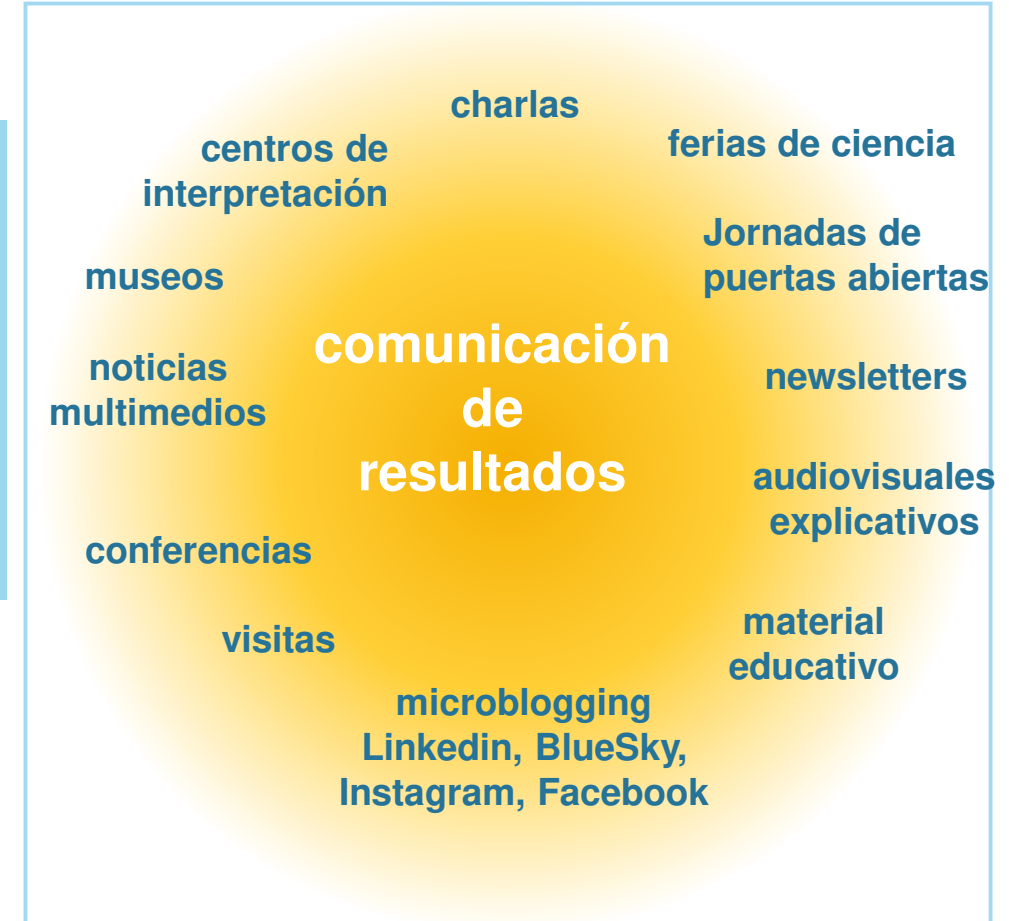 charlas
centros de
interpretación
ferias de ciencia
Jornadas de
puertas abiertas
museos
comunicación
de
resultados
noticias
multimedios
newsletters
audiovisuales
explicativos
conferencias
visitas
material
educativo
microblogging
Linkedin, BlueSky,
Instagram, Facebook